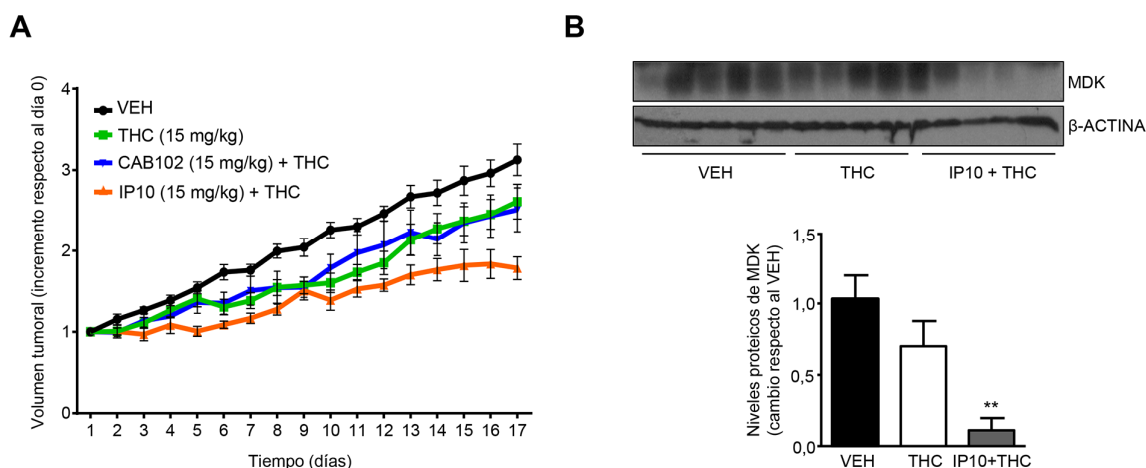 A
Volumen tumoral (incremento respecto al día 0)
4
3
2
1
0
VEH
THC (15 mg/kg)
CAB102 (15 mg/kg) + THC
IP10 (15 mg/kg) + THC
1 2 3 4 5 6 7 8 9 10 11 12 13 14 15 16 17
Tiempo (días)
B
MDK
β-ACTINA
VEH THC IP10 + THC
Niveles proteicos de MDK
(cambio respecto al VEH)
1,5
1,0
0,5
0,0
**
VEH THC IP10+THC